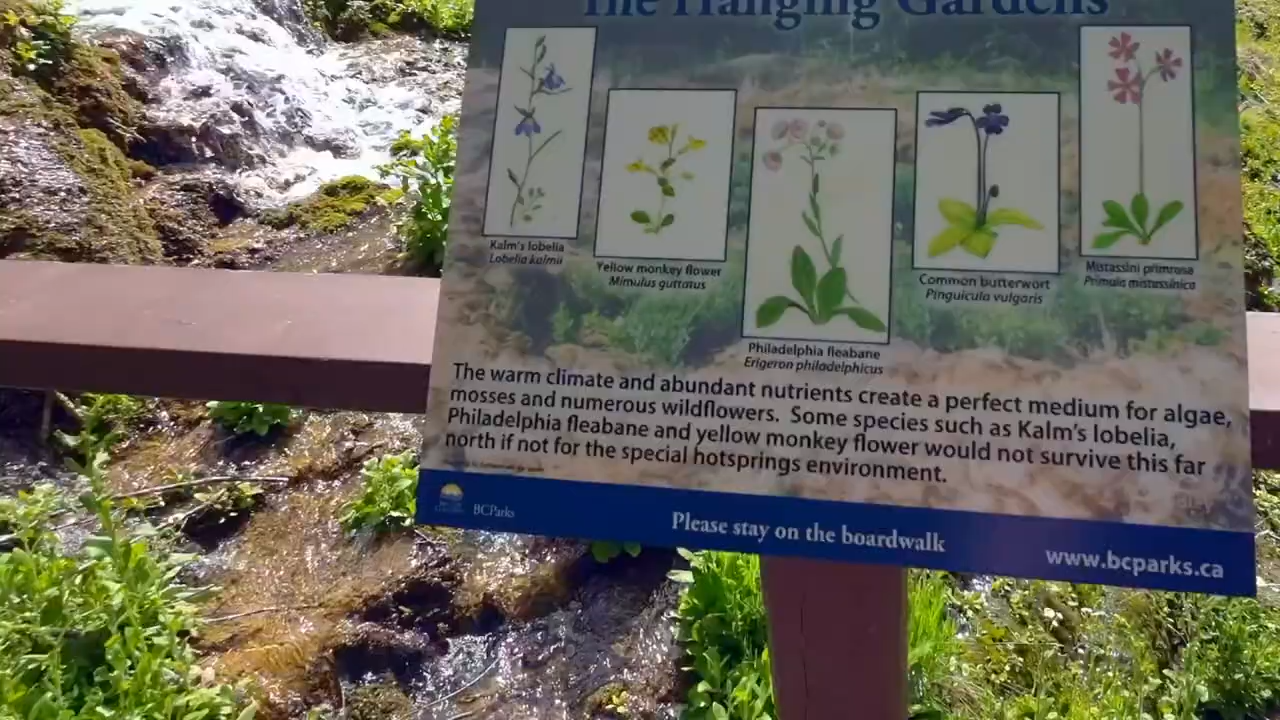 The Hanging Gardens
Kalm's lobelia
Lobelia kalmii
Yellow monkey flower
Mimulus guttatus
Philadelphia fleabane
Erigeron philadelphicus
Common butterwort
Pinguicula vulgaris
Mistassini primrose
Primula mistassinica
The warm climate and abundant nutrients create a perfect medium for algae,
mosses and numerous wildflowers. Some species such as Kalm's lobelia,
Philadelphia fleabane and yellow monkey flower would not survive this far
north if not for the special hotsprings environment.
BCParks
Please stay on the boardwalk
www.bcparks.ca